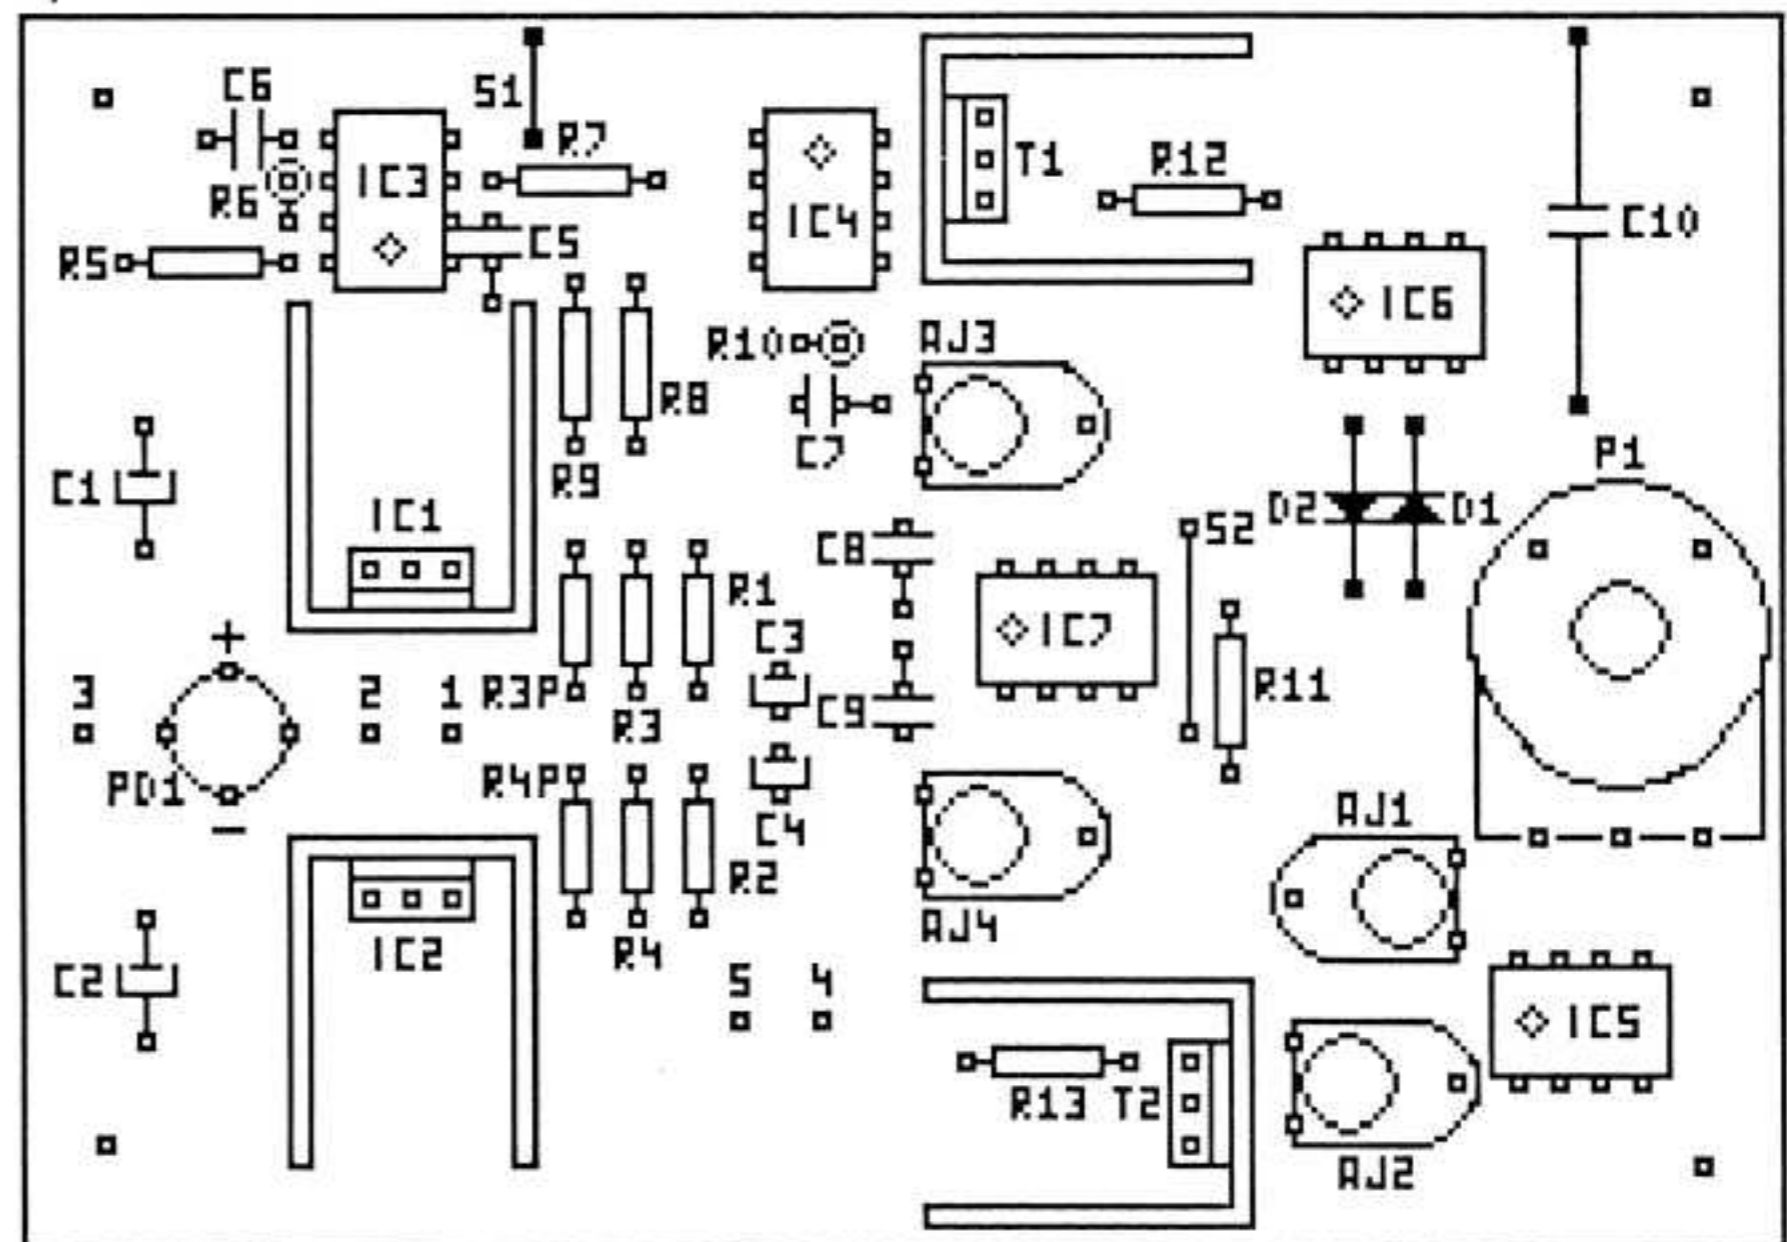 C6
S1
R7
IC3
R6
T1
R12
IC4
C10
R5
C5
IC6
R10
AJ3
R8
C7
P1
R9
C1
IC1
D2
D1
S2
C8
R1
+
IC7
C3
3
2
1
R3P
R3
C9
R11
PD1
R4P
-
C4
AJ1
R2
AJ4
IC2
R4
C2
5
4
IC5
R13
T2
AJ2